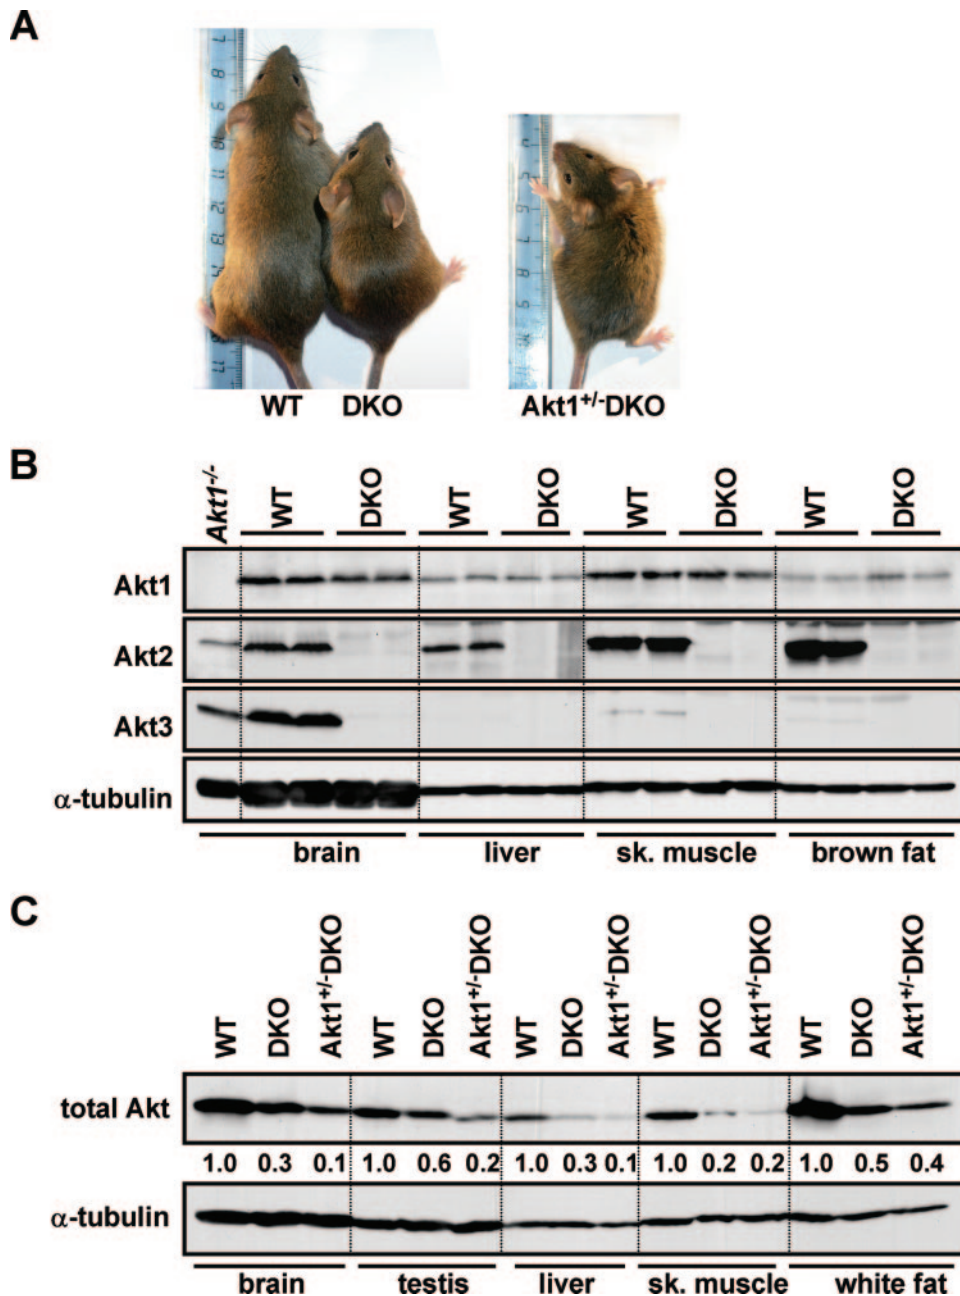 A
WT DKO
Akt1+/-DKO
B
Akt1-/-
WT
DKO
WT
DKO
WT
DKO
WT
DKO
Akt1
Akt2
Akt3
α-tubulin
brain liver sk. muscle brown fat
C
WT
DKO
Akt1+/-DKO
WT
DKO
Akt1+/-DKO
WT
DKO
Akt1+/-DKO
WT
DKO
Akt1+/-DKO
WT
DKO
Akt1+/-DKO
total Akt
1.0 0.3 0.1 1.0 0.6 0.2 1.0 0.3 0.1 1.0 0.2 0.2 1.0 0.5 0.4
α-tubulin
brain testis liver sk. muscle white fat